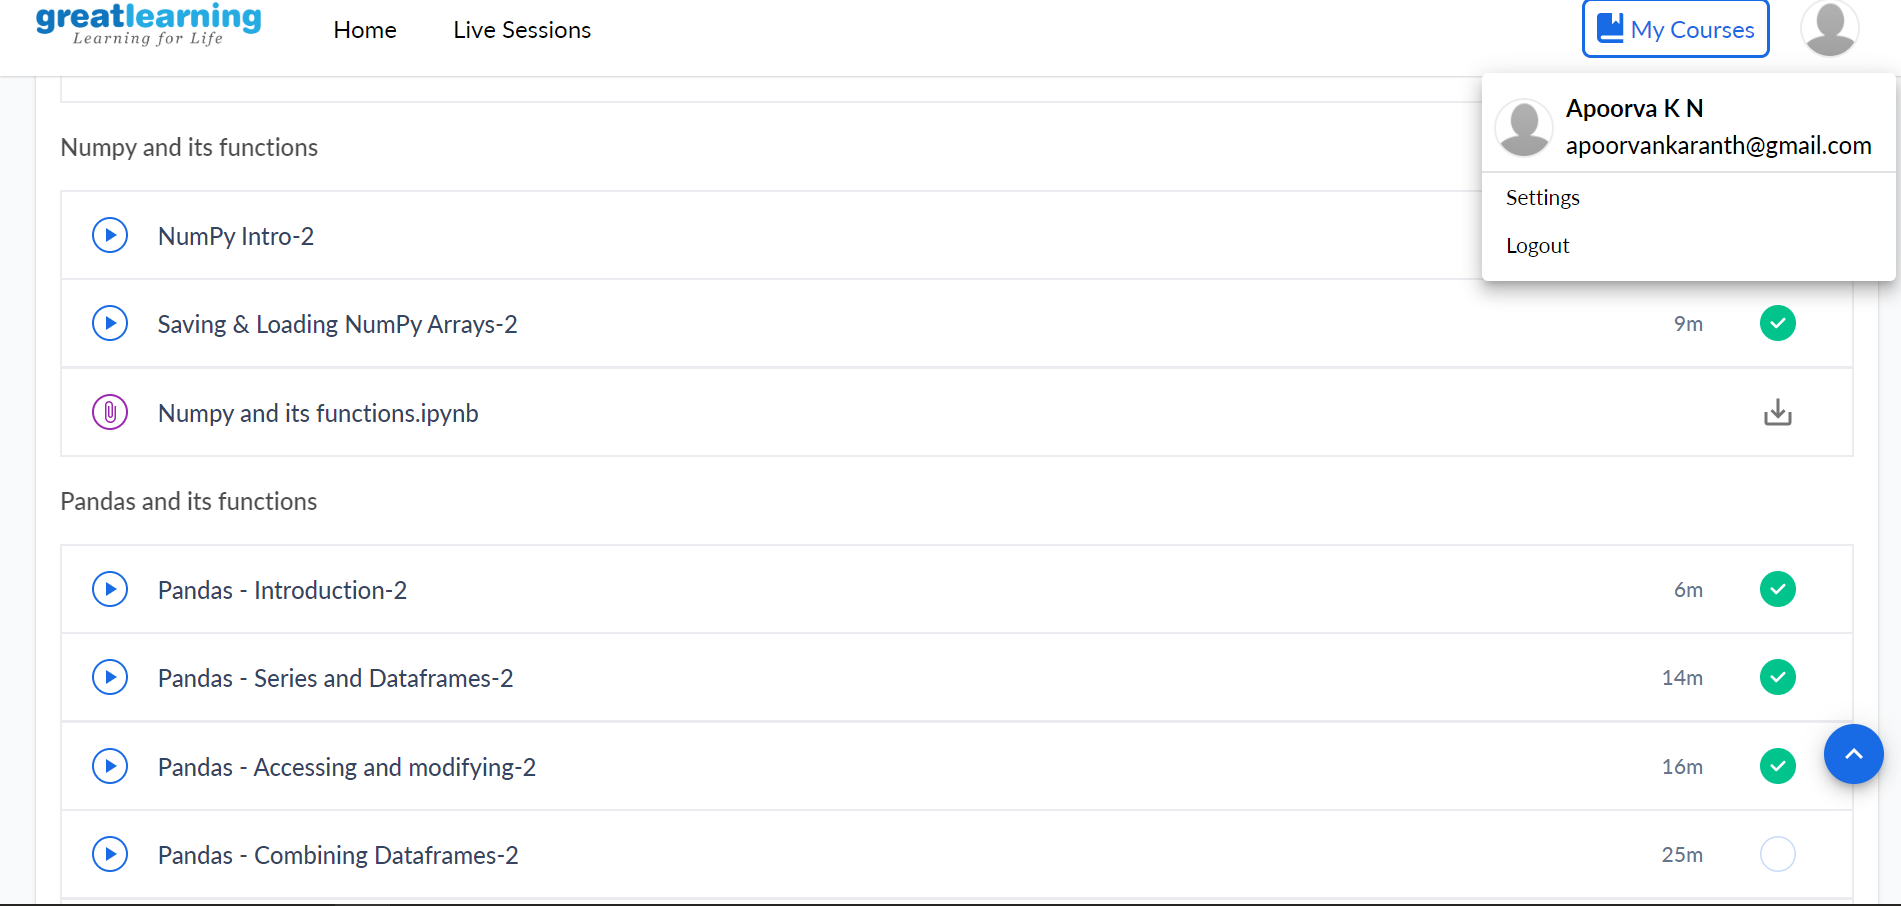 greatlearning
Learning for Life
Home
Live Sessions
My Courses
Apoorva K N
apoorvankaranth@gmail.com
Settings
Logout
Numpy and its functions
NumPy Intro-2
Saving & Loading NumPy Arrays-2
9m
Numpy and its functions.ipynb
Pandas and its functions
Pandas - Introduction-2
6m
Pandas - Series and Dataframes-2
14m
Pandas - Accessing and modifying-2
16m
Pandas - Combining Dataframes-2
25m